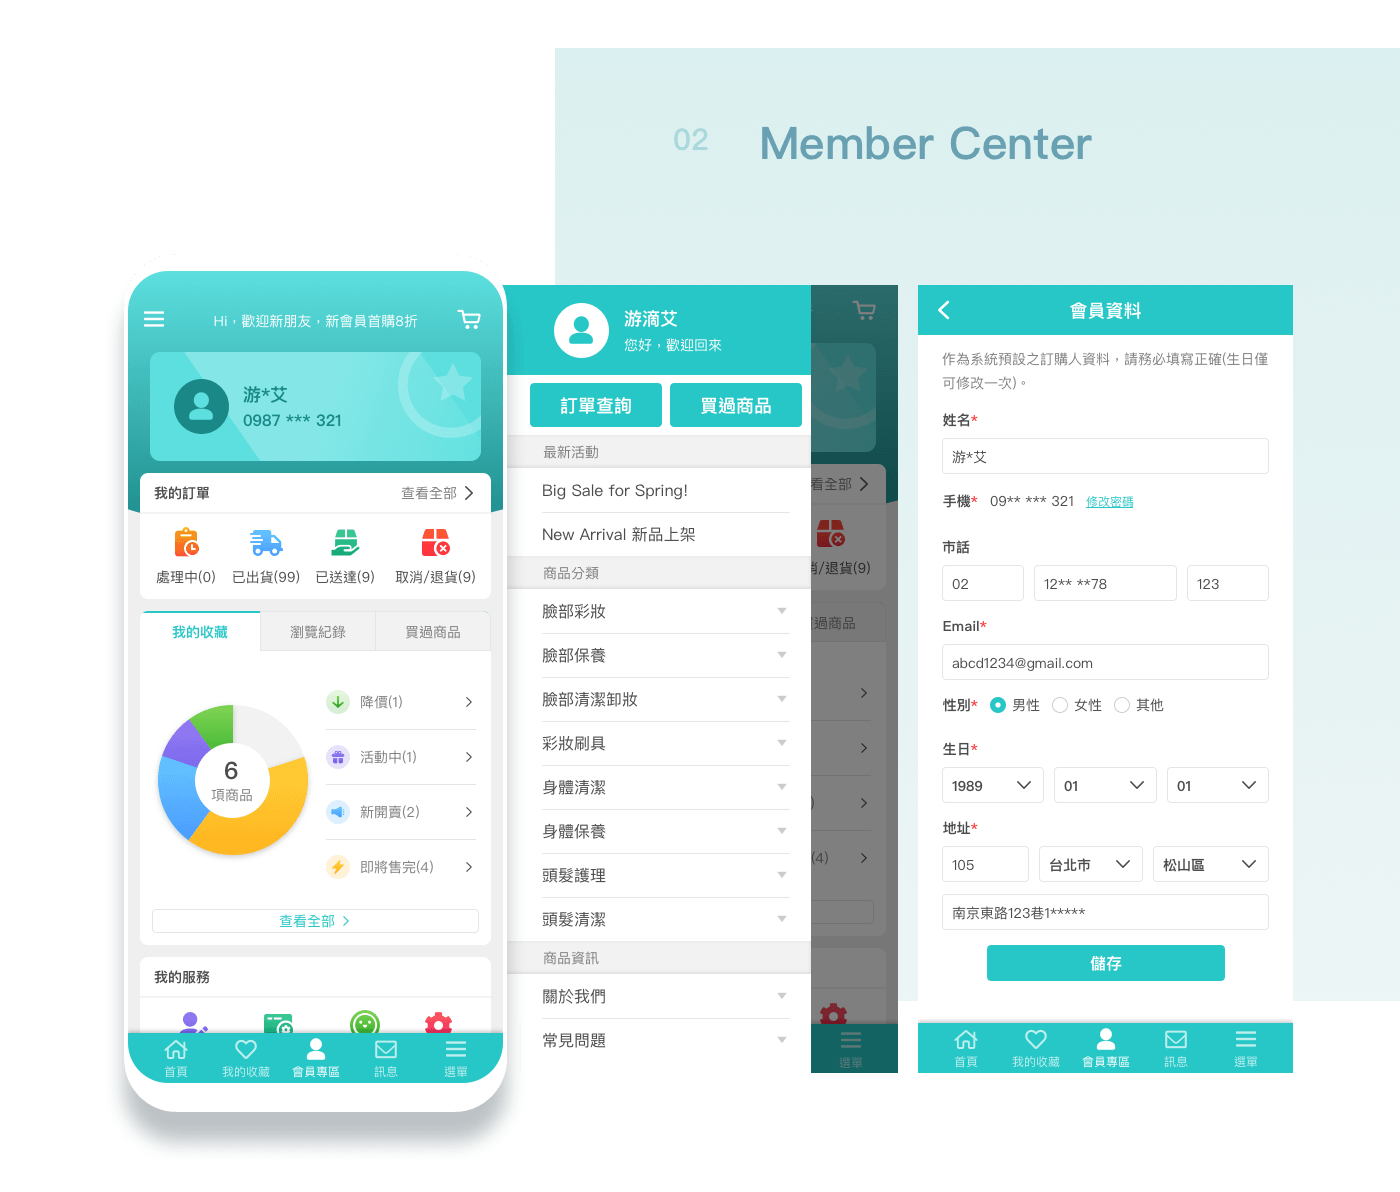 02 Member Center
Hi，歡迎新朋友，新會員首購8折
游*艾
0987 *** 321
我的訂單 查看全部
處理中(0) 已出貨(99) 已送達(9) 取消/退貨(9)
我的收藏 瀏覽紀錄 買過商品
降價(1)
活動中(1)
6
項商品
新開賣(2)
即將售完(4)
查看全部
我的服務
首頁 我的收藏 會員專區 訊息 選單
游滴艾
您好，歡迎回來
訂單查詢 買過商品
最新活動
Big Sale for Spring!
New Arrival 新品上架
商品分類
臉部彩妝
臉部保養
臉部清潔卸妝
彩妝刷具
身體清潔
身體保養
頭髮護理
頭髮清潔
商品資訊
關於我們
常見問題
看全部
消/退貨(9)
過商品
)
(4)
選單
會員資料
作為系統預設之訂購人資料，請務必填寫正確(生日僅
可修改一次)。
姓名*
游*艾
手機* 09** *** 321 修改密碼
市話
02 12** **78 123
Email*
abcd1234@gmail.com
性別* 男性 女性 其他
生日*
1989 01 01
地址*
105 台北市 松山區
南京東路123巷1*****
儲存
首頁 我的收藏 會員專區 訊息 選單